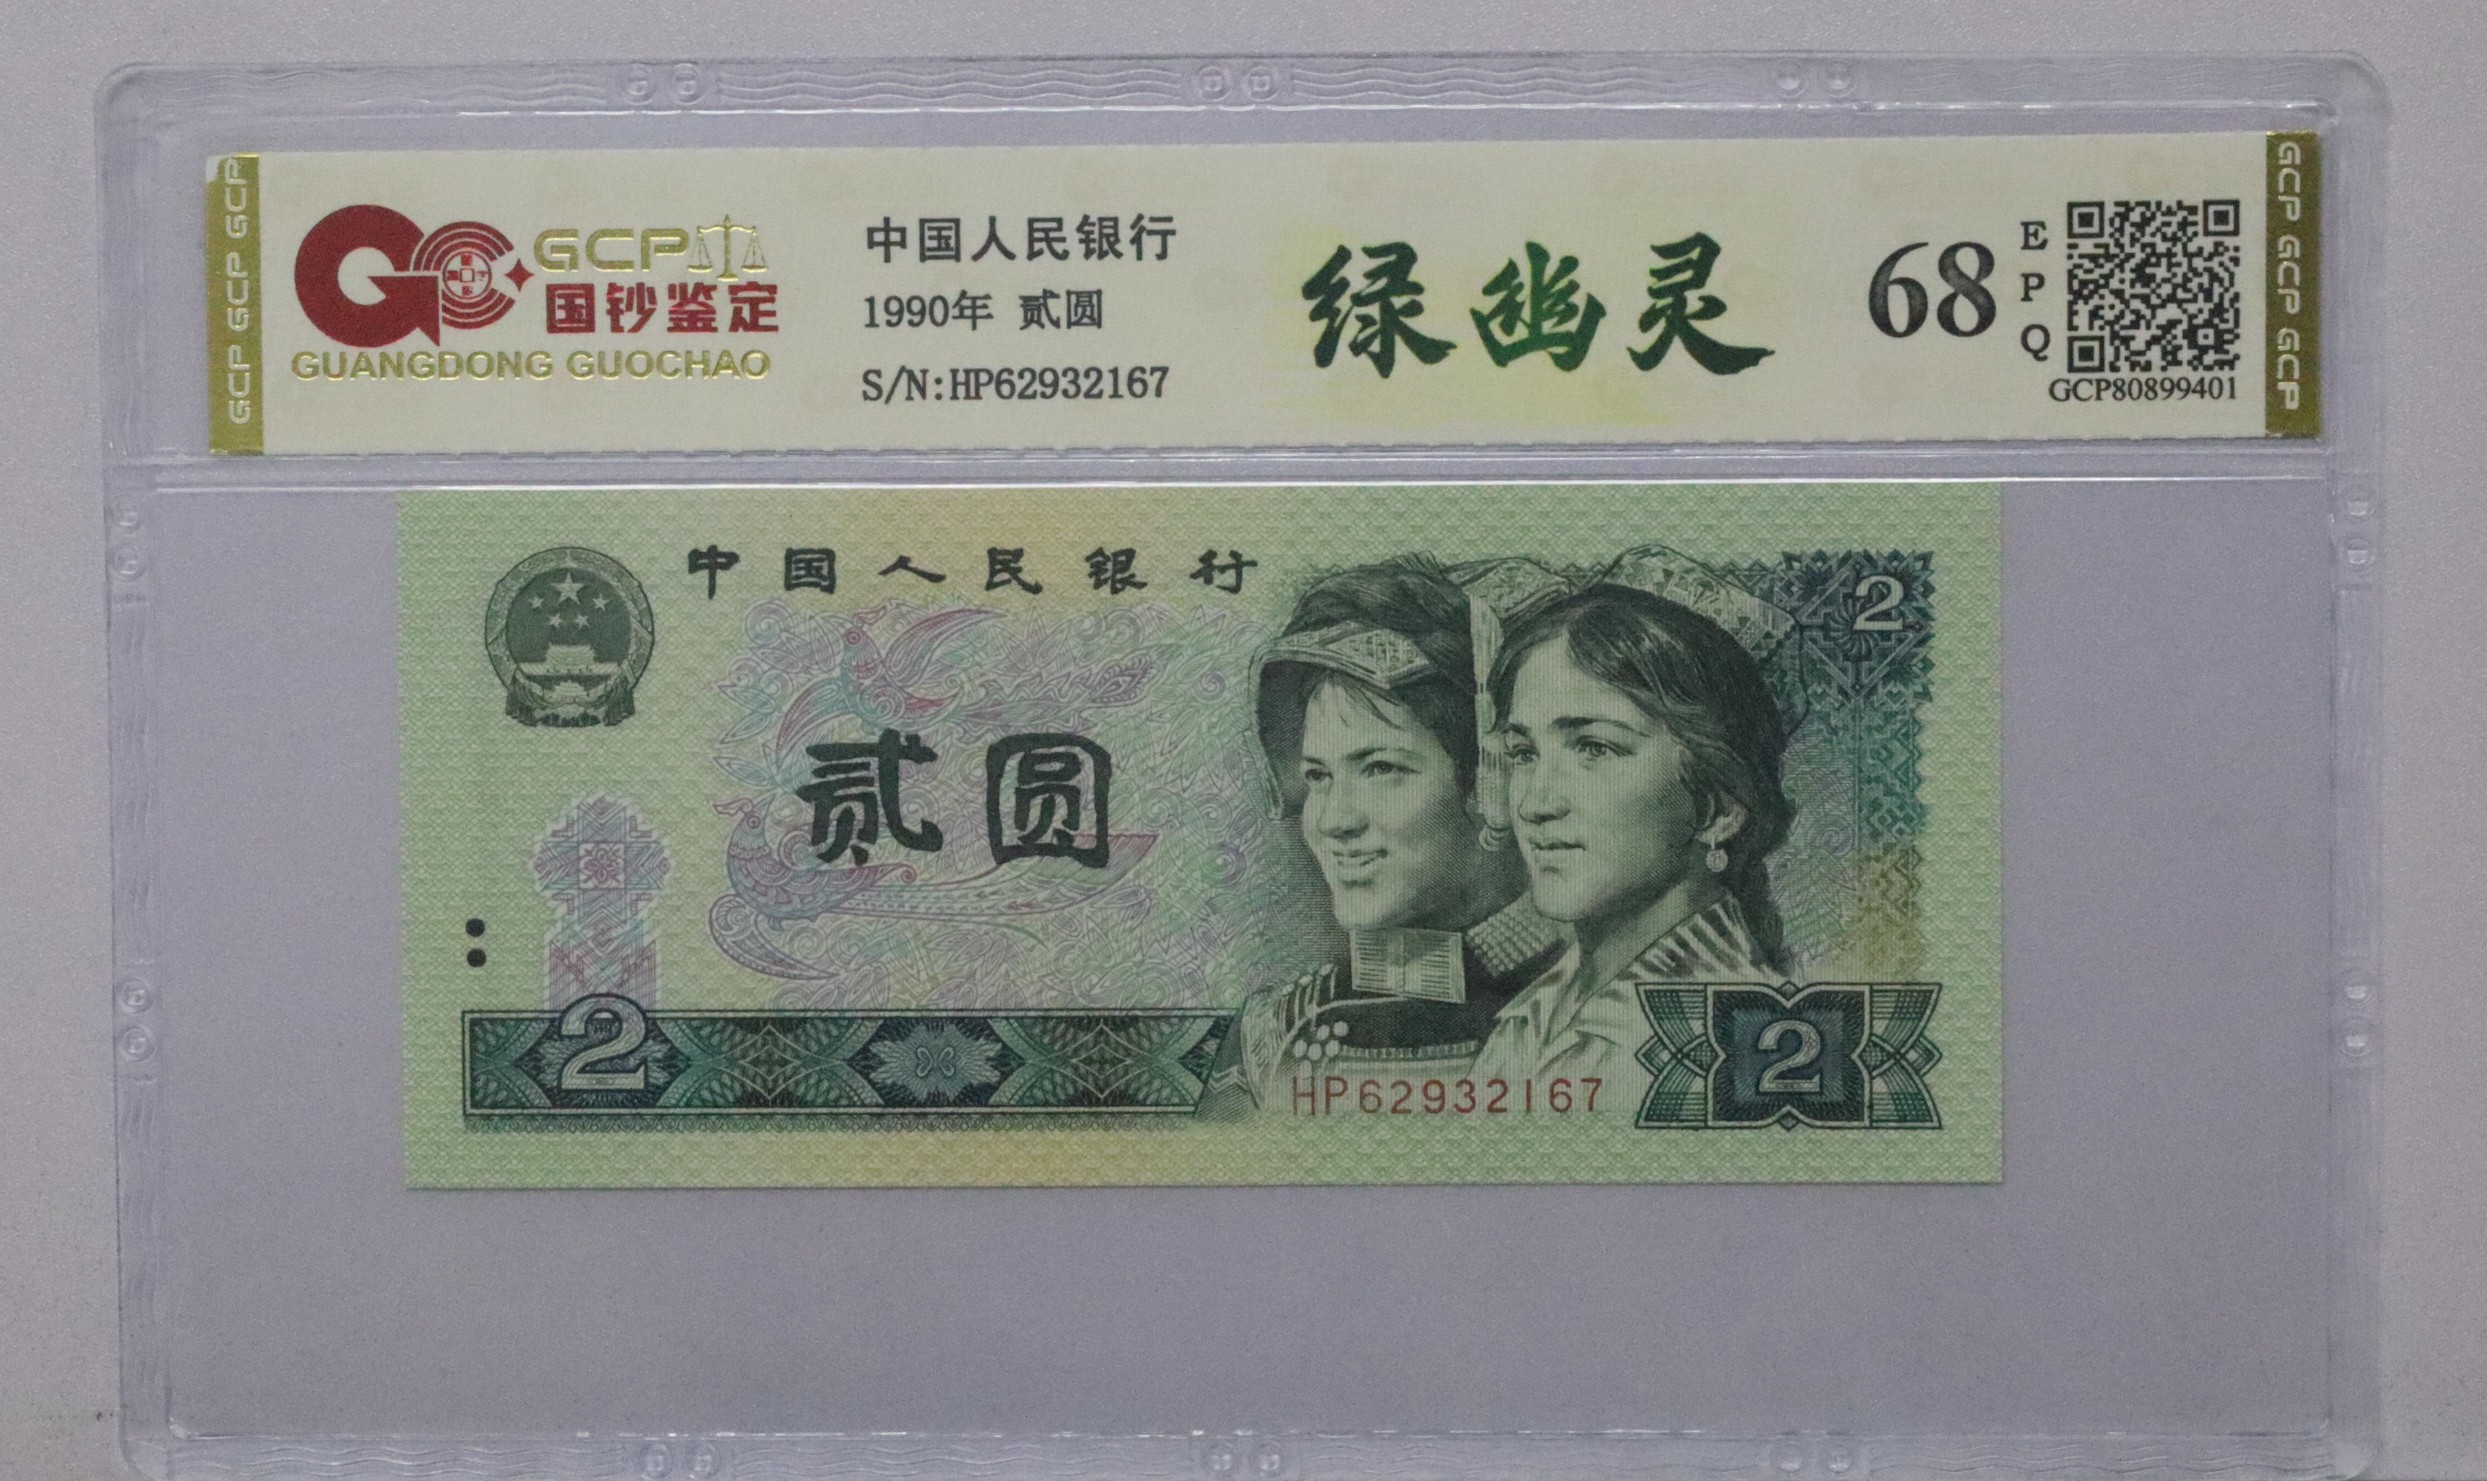 GCP GCP GCP
GCP
国钞鉴定
GUANGDONG GUOCHAO
中国人民银行
1990年 贰圆
S/N:HP62932167
绿幽灵
68
E
P
Q
GCP80899401
GCP GCP GCP
中国人民银行
2
贰圆
2
HP62932167
2